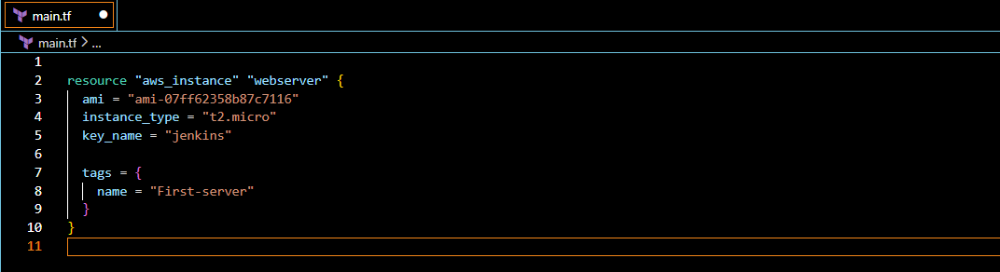 main.tf
main.tf > ...
1
2 resource "aws_instance" "webserver" {
3 ami = "ami-07ff62358b87c7116"
4 instance_type = "t2.micro"
5 key_name = "jenkins"
6
7 tags = {
8 name = "First-server"
9 }
10 }
11